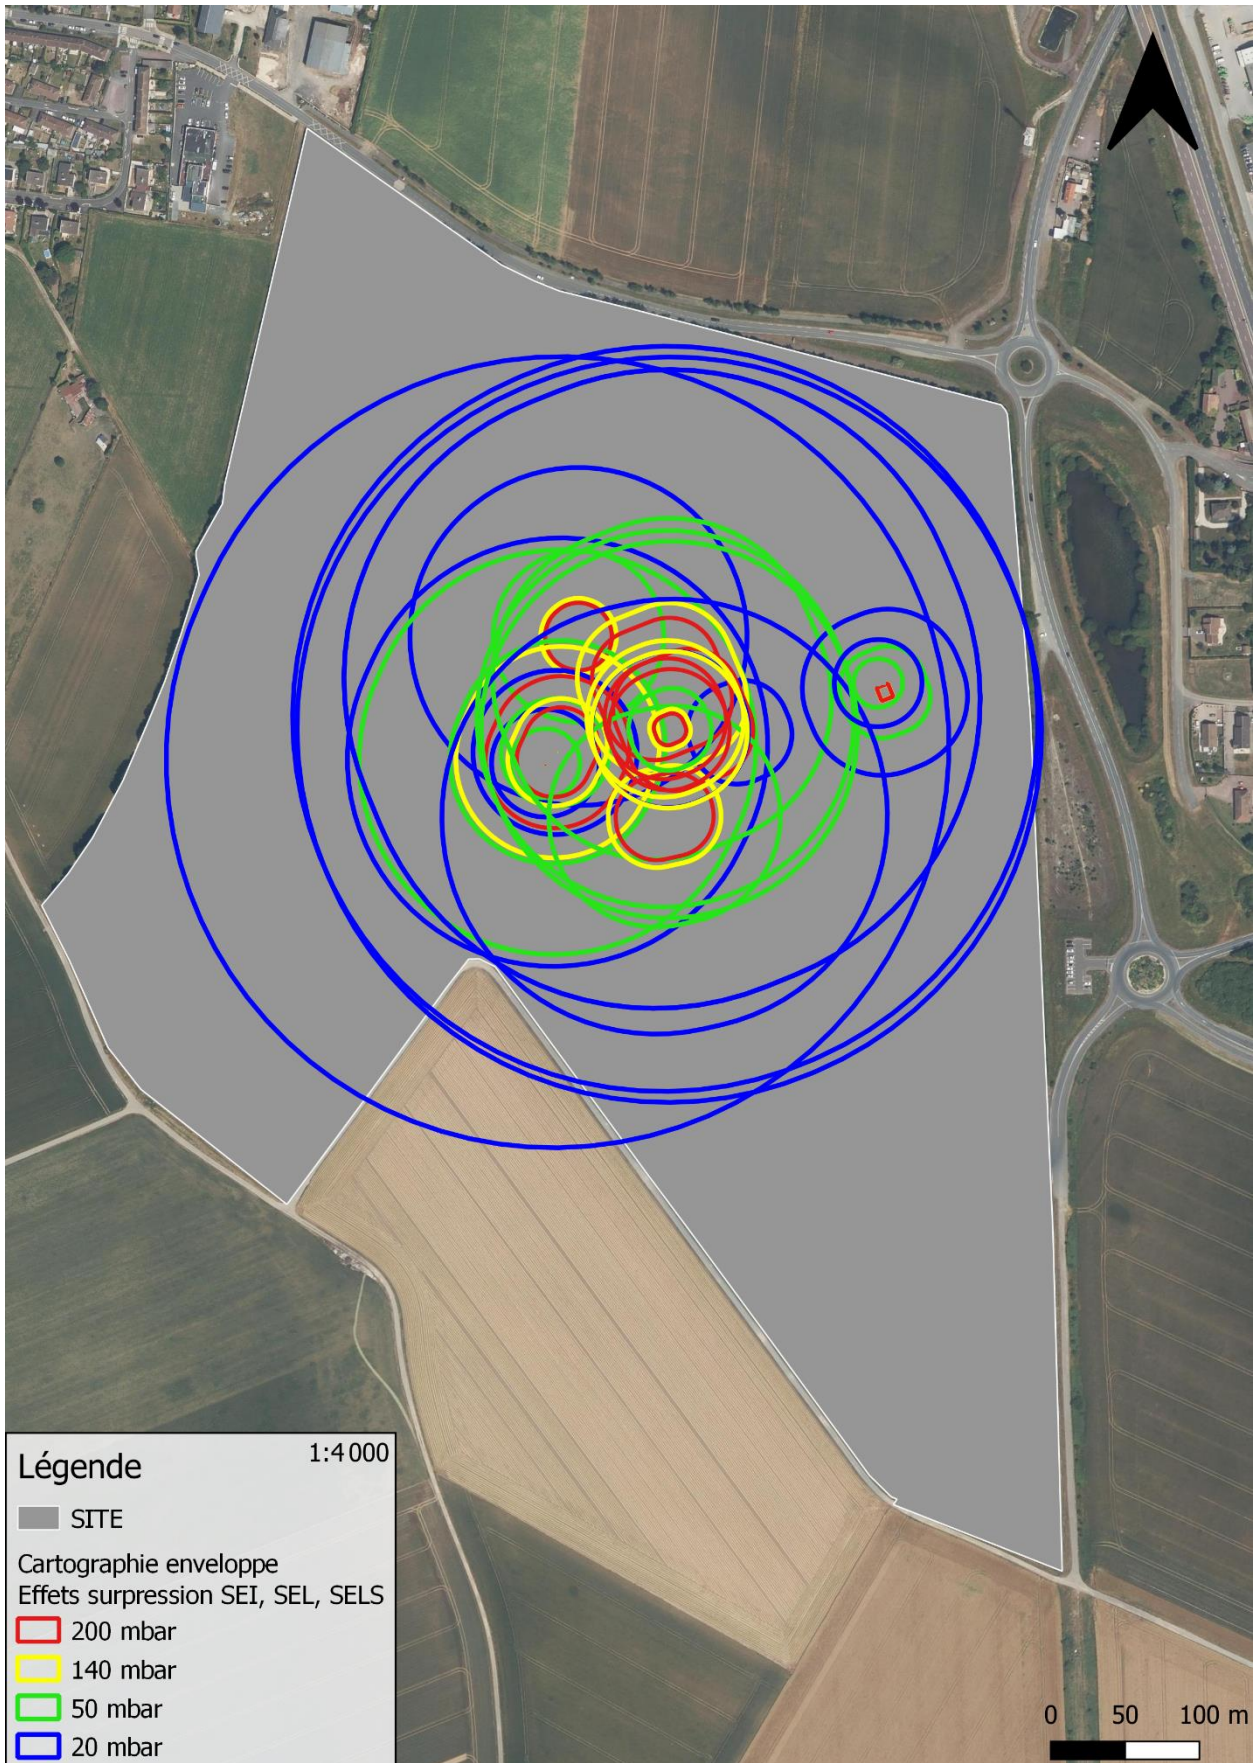 Légende
1:4 000
SITE
Cartographie enveloppe
Effets surpression SEI, SEL, SELS
200 mbar
140 mbar
50 mbar
20 mbar
0 50 100 m